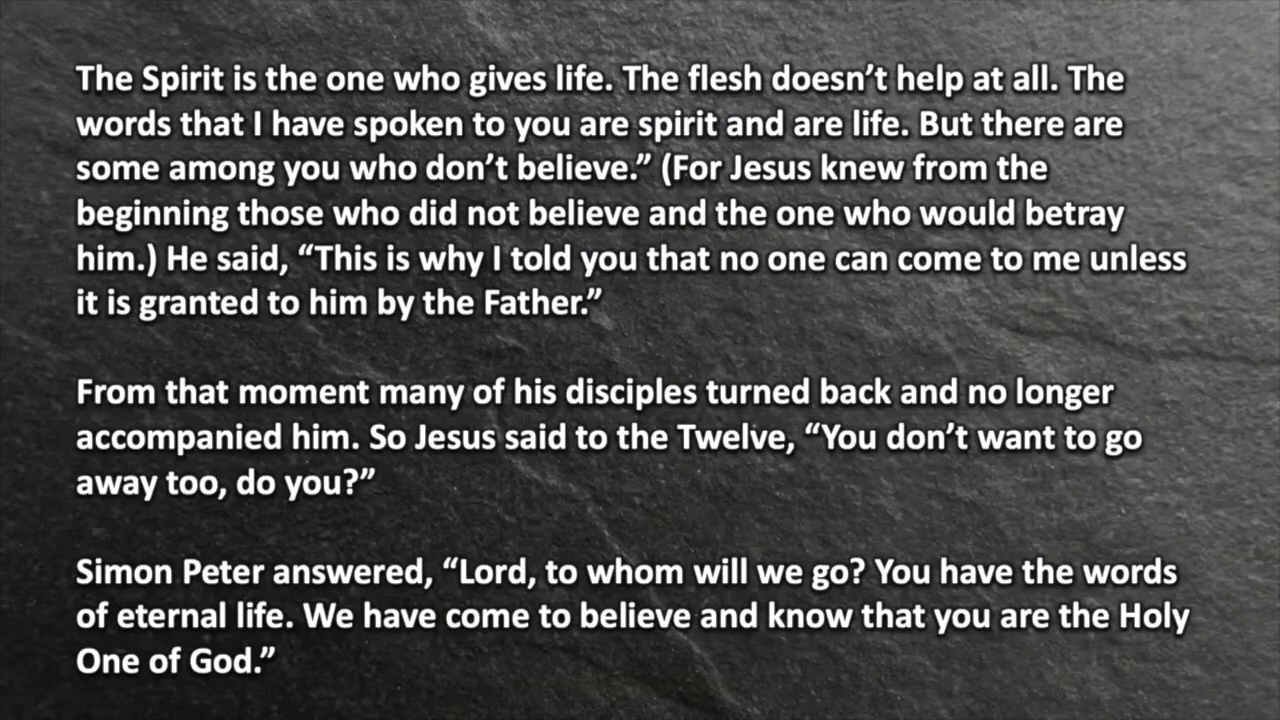 The Spirit is the one who gives life. The flesh doesn’t help at all. The
words that I have spoken to you are spirit and are life. But there are
some among you who don’t believe.” (For Jesus knew from the
beginning those who did not believe and the one who would betray
him.) He said, “This is why I told you that no one can come to me unless
it is granted to him by the Father.”
From that moment many of his disciples turned back and no longer
accompanied him. So Jesus said to the Twelve, “You don’t want to go
away too, do you?”
Simon Peter answered, “Lord, to whom will we go? You have the words
of eternal life. We have come to believe and know that you are the Holy
One of God.”